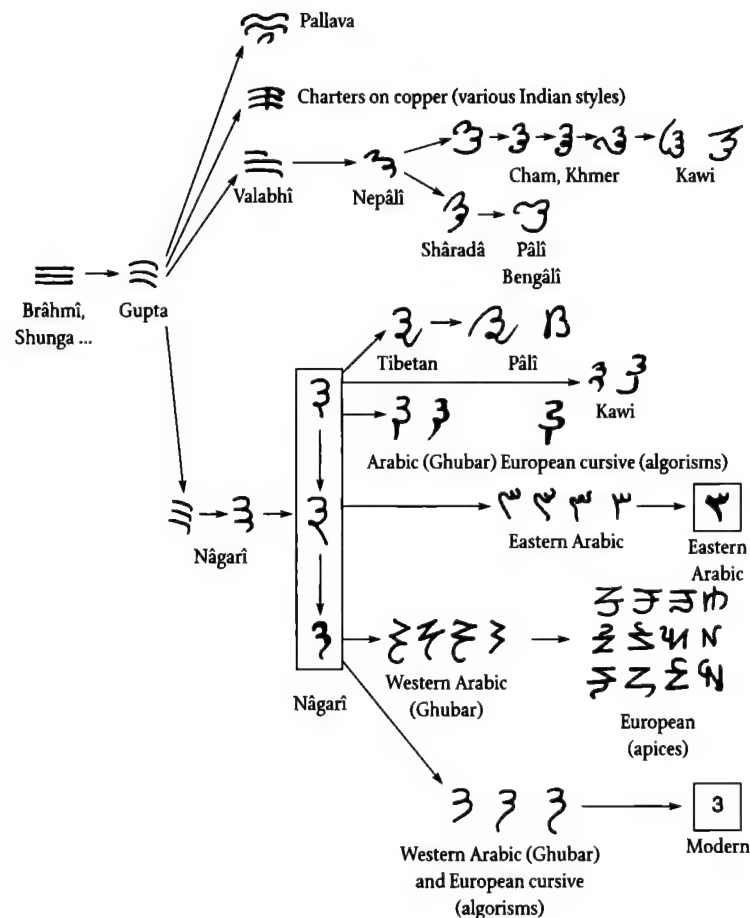 Pallava
Charters on copper (various Indian styles)
Valabhî
Nepâlî
Cham, Khmer
Kawi
Shâradâ
Pâlî
Bengâlî
Brâhmî,
Shunga ...
Gupta
Tibetan
Pâlî
Kawi
Arabic (Ghubar) European cursive (algorisms)
Nâgarî
Eastern Arabic
Eastern
Arabic
Nâgarî
Western Arabic
(Ghubar)
European
(apices)
3
Modern
Western Arabic (Ghubar)
and European cursive
(algorisms)